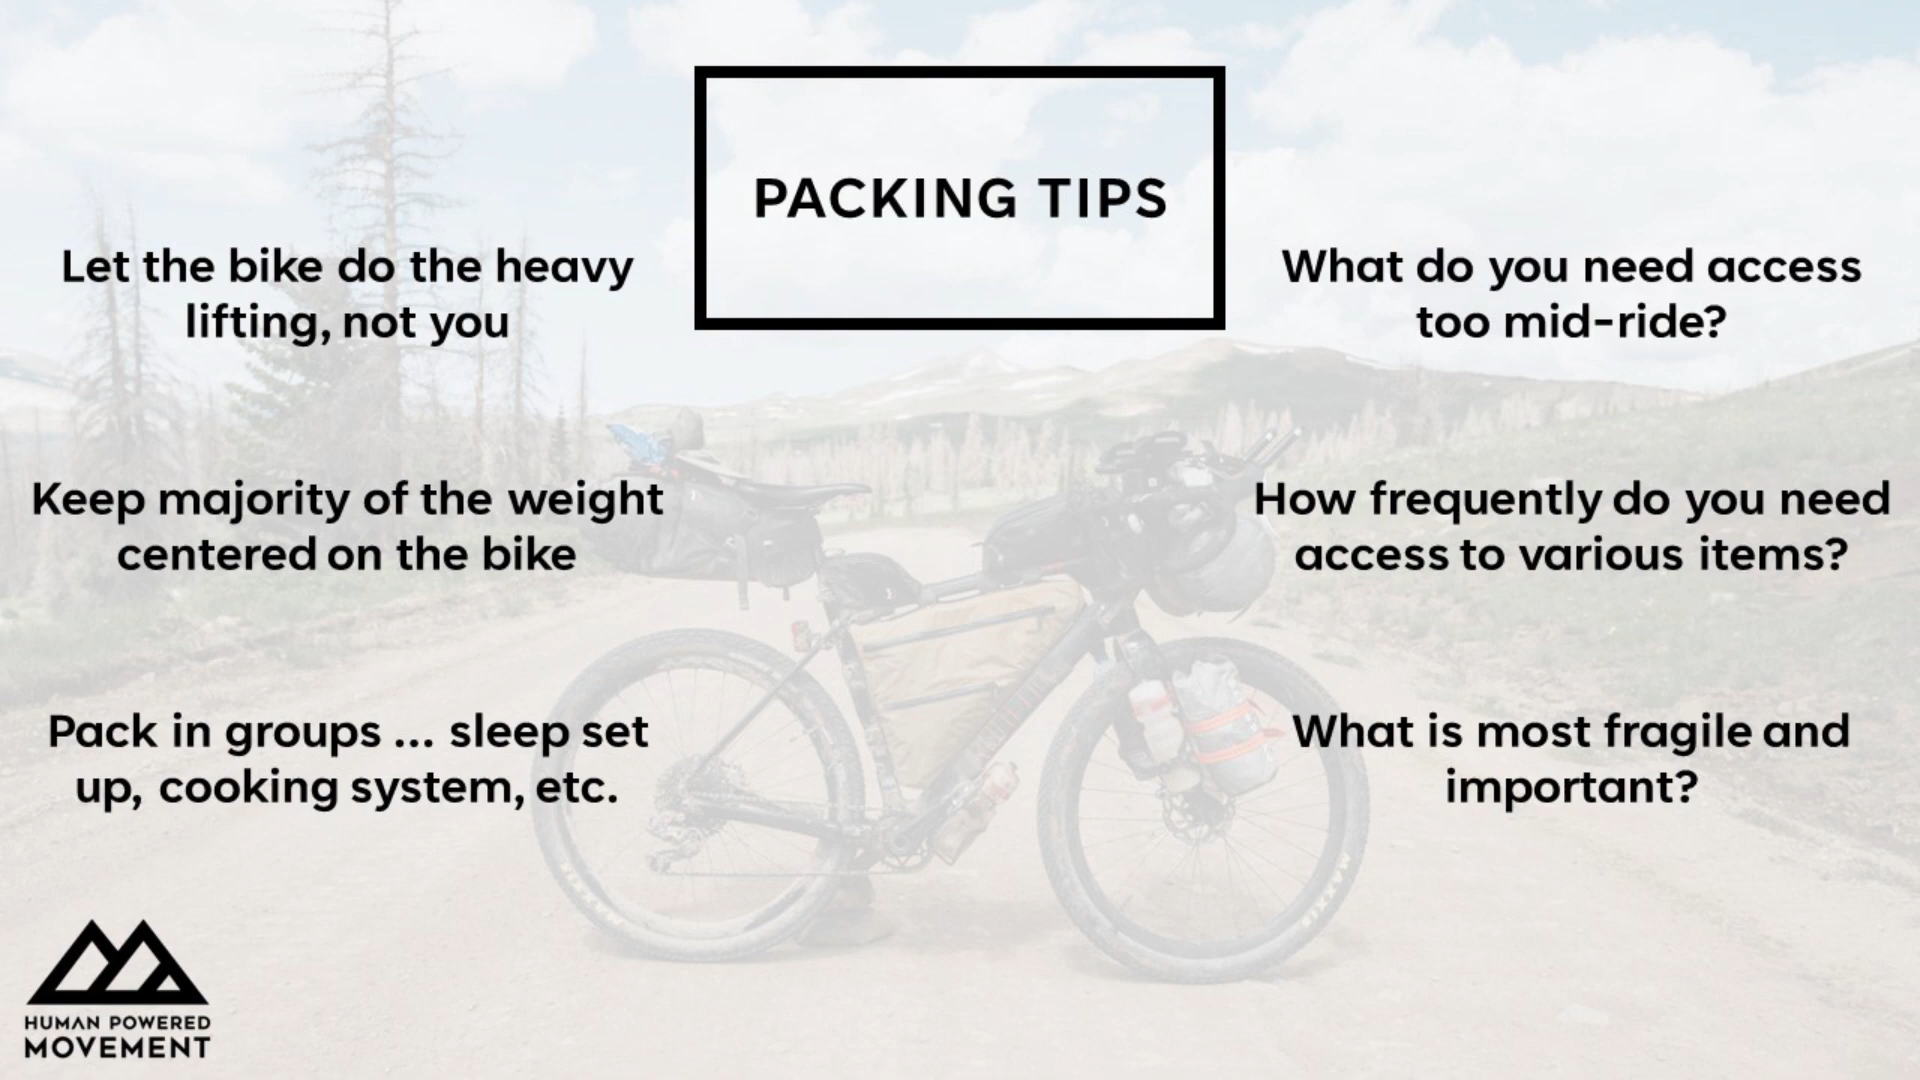 PACKING TIPS
Let the bike do the heavy
lifting, not you
Keep majority of the weight
centered on the bike
Pack in groups ... sleep set
up, cooking system, etc.
What do you need access
too mid-ride?
How frequently do you need
access to various items?
What is most fragile and
important?
HUMAN POWERED
MOVEMENT
MAXXIS
MAXXIS